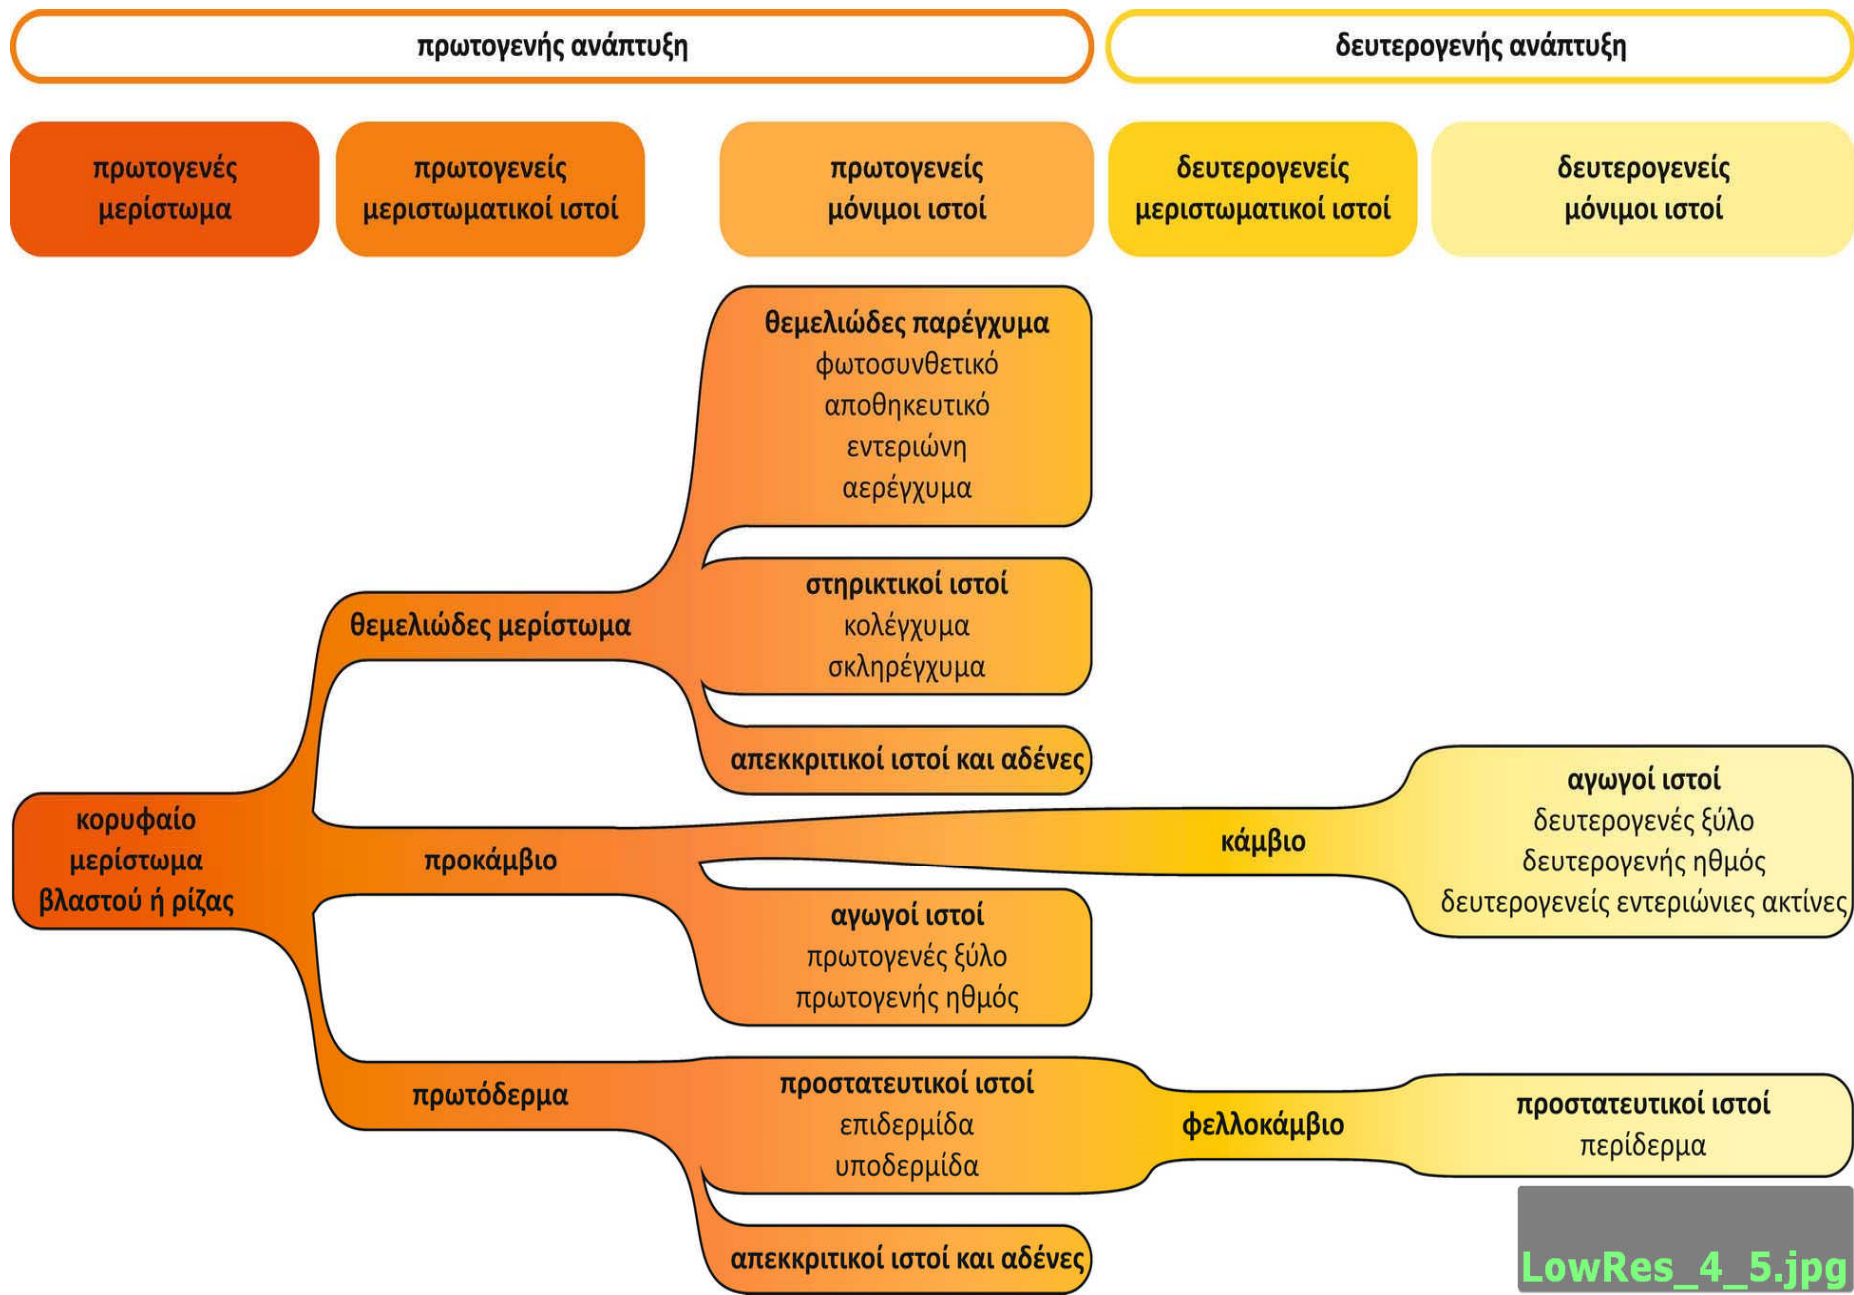 πρωτογενής ανάπτυξη
δευτερογενής ανάπτυξη
πρωτογενές
μερίστωμα
πρωτογενείς
μεριστωματικοί ιστοί
πρωτογενείς
μόνιμοι ιστοί
δευτερογενείς
μεριστωματικοί ιστοί
δευτερογενείς
μόνιμοι ιστοί
θεμελιώδες παρέγχυμα
φωτοσυνθετικό
αποθηκευτικό
εντεριώνη
αερέγχυμα
στηρικτικοί ιστοί
κολέγχυμα
σκληρέγχυμα
θεμελιώδες μερίστωμα
απεκκριτικοί ιστοί και αδένες
κορυφαίο
μερίστωμα
βλαστού ή ρίζας
προκάμβιο
κάμβιο
αγωγοί ιστοί
δευτερογενές ξύλο
δευτερογενής ηθμός
δευτερογενείς εντεριώνιες ακτίνες
αγωγοί ιστοί
πρωτογενές ξύλο
πρωτογενής ηθμός
πρωτόδερμα
προστατευτικοί ιστοί
επιδερμίδα
υποδερμίδα
φελλοκάμβιο
προστατευτικοί ιστοί
περίδερμα
απεκκριτικοί ιστοί και αδένες
LowRes_4_5.jpg